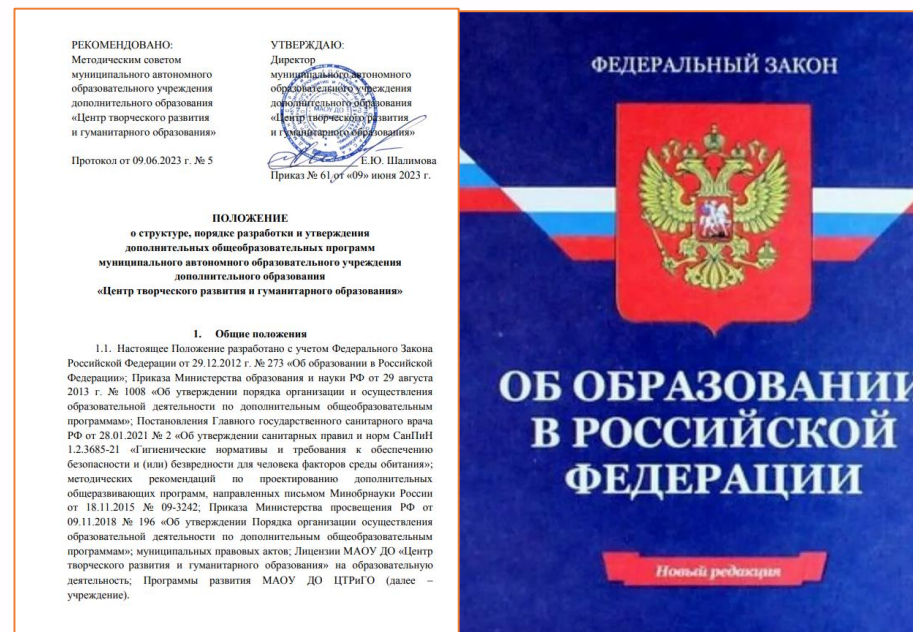 РЕКОМЕНДОВАНО:
Методическим советом
муниципального автономного
образовательного учреждения
дополнительного образования
«Центр творческого развития
и гуманитарного образования»
Протокол от 09.06.2023 г. № 5
УТВЕРЖДАЮ:
Директор
муниципального автономного
образовательного учреждения
дополнительного образования
«Центр творческого развития
и гуманитарного образования»
Е.Ю. Шалимова
Приказ № 61 от «09» июня 2023 г.
МАОУ ДО
ПОЛОЖЕНИЕ
о структуре, порядке разработки и утверждения
дополнительных общеобразовательных программ
муниципального автономного образовательного учреждения
дополнительного образования
«Центр творческого развития и гуманитарного образования»
1. Общие положения
1.1. Настоящее Положение разработано с учетом Федерального Закона
Российской Федерации от 29.12.2012 г. № 273 «Об образовании в Российской
Федерации»; Приказа Министерства образования и науки РФ от 29 августа
2013 г. № 1008 «Об утверждении порядка организации и осуществления
образовательной деятельности по дополнительным общеобразовательным
программам»; Постановления Главного государственного санитарного врача
РФ от 28.01.2021 № 2 «Об утверждении санитарных правил и норм СанПиН
1.2.3685-21 «Гигиенические нормативы и требования к обеспечению
безопасности и (или) безвредности для человека факторов среды обитания»;
методических рекомендаций по проектированию дополнительных
общеразвивающих программ, направленных письмом Минобрнауки России
от 18.11.2015 № 09-3242; Приказа Министерства просвещения РФ от
09.11.2018 № 196 «Об утверждении Порядка организации осуществления
образовательной деятельности по дополнительным общеобразовательным
программам»; муниципальных правовых актов; Лицензии МАОУ ДО «Центр
творческого развития и гуманитарного образования» на образовательную
деятельность; Программы развития МАОУ ДО ЦТРиГО (далее –
учреждение).
ФЕДЕРАЛЬНЫЙ ЗАКОН
ОБ ОБРАЗОВАНИИ
В РОССИЙСКОЙ
ФЕДЕРАЦИИ
Новый редакция